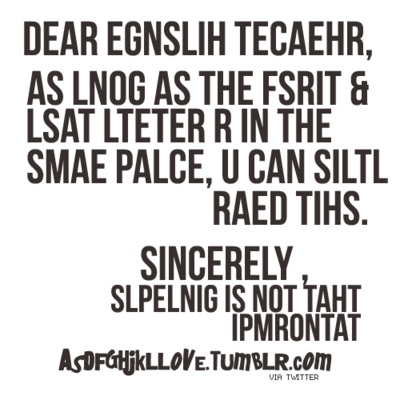 DEAR EGNSLIH TECAEHR,
AS LNOG AS THE FSRIT &
LSAT LTETER R IN THE
SMAE PALCE, U CAN SILTL
RAED TIHS.
SINCERELY ,
SLPELNIG IS NOT TAHT
IPMRONTAT
ASDFGHjkLLOVE.TUMBLR.COM
VIA TWITTER